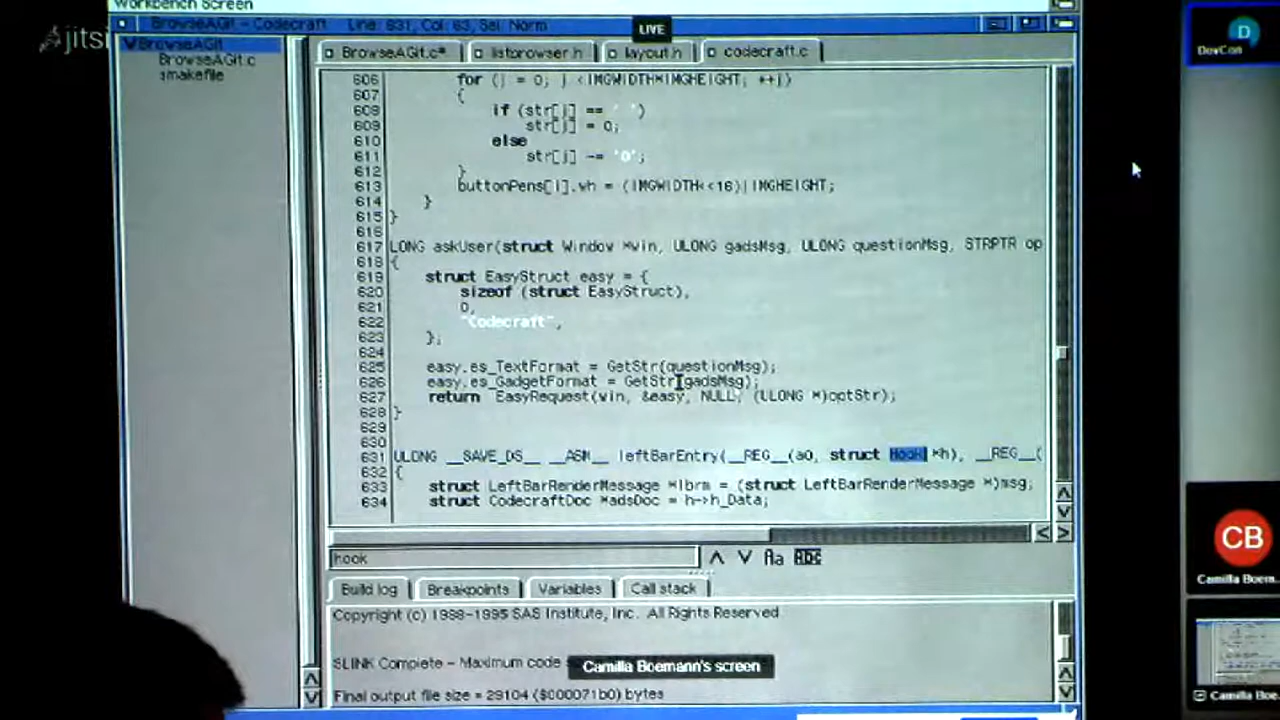 Workbench Screen
BrowseAGit - Codecraft Line: 631, Col: 63, Sel: Norm
LIVE
jitsi
BrowseAGit
BrowseAGit.c
smakefile
BrowseAGit.c*
listbrowser.h
layout.h
codecraft.c
606 for (j = 0; j <IMGWIDTH*IMGHEIGHT; ++j)
607 {
608 if (str[j] == ' ')
609 str[j] = 0;
610 else
611 str[j] -= '0';
612 }
613 buttonPens[i].wh = (IMGWIDTH<<16)|IMGHEIGHT;
614 }
615 }
616
617 LONG askUser(struct Window *win, ULONG gadsMsg, ULONG questionMsg, STRPTR op
618 {
619 struct EasyStruct easy = {
620 sizeof (struct EasyStruct),
621 0,
622 "Codecraft",
623 };
624
625 easy.es_TextFormat = GetStr(questionMsg);
626 easy.es_GadgetFormat = GetStr(gadsMsg);
627 return EasyRequest(win, &easy, NULL, (ULONG *)optStr);
628 }
629
630
631 ULONG __SAVE_DS__ __ASM__ leftBarEntry(__REG__(a0, struct Hook *h), __REG__(
632 {
633 struct LeftBarRenderMessage *lbrm = (struct LeftBarRenderMessage *)msg;
634 struct CodecraftDoc *adsDoc = h->h_Data;
hook
Aa
Abc
Build log
Breakpoints
Variables
Call stack
Copyright (c) 1988-1995 SAS Institute, Inc. All Rights Reserved
SLINK Complete - Maximum code
Final output file size = 29104 ($000071b0) bytes
Camilla Boemann's screen
D
DevCon
CB
Camilla Boem...
Camilla Boe...